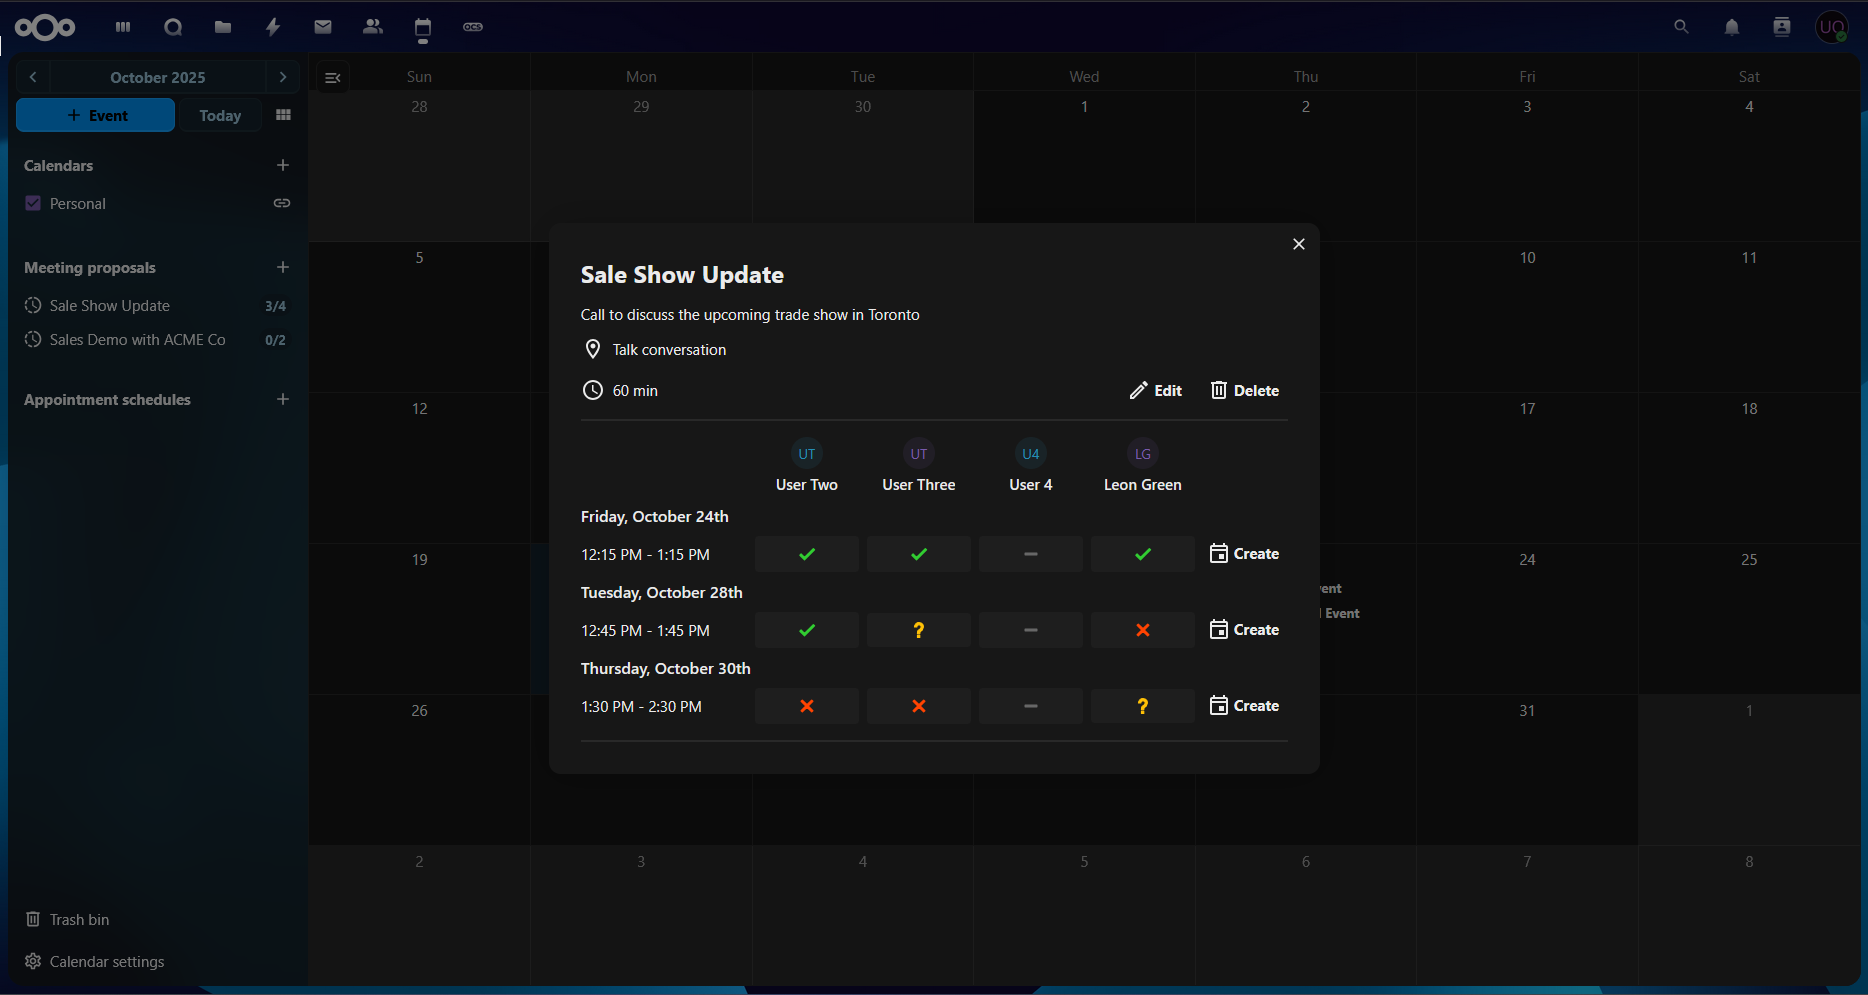 ocs
UO
October 2025
Sun Mon Tue Wed Thu Fri Sat
+ Event
Today
28 29 30 1 2 3 4
Calendars
Personal
Meeting proposals
Sale Show Update 3/4
Sales Demo with ACME Co 0/2
Appointment schedules
Trash bin
Calendar settings
5 10 11
12 17 18
19 24 25
ent
Event
26 31 1
2 3 4 5 6 7 8
Sale Show Update
Call to discuss the upcoming trade show in Toronto
Talk conversation
60 min
Edit Delete
UT UT U4 LG
User Two User Three User 4 Leon Green
Friday, October 24th
12:15 PM - 1:15 PM Create
Tuesday, October 28th
12:45 PM - 1:45 PM ? Create
Thursday, October 30th
1:30 PM - 2:30 PM ? Create